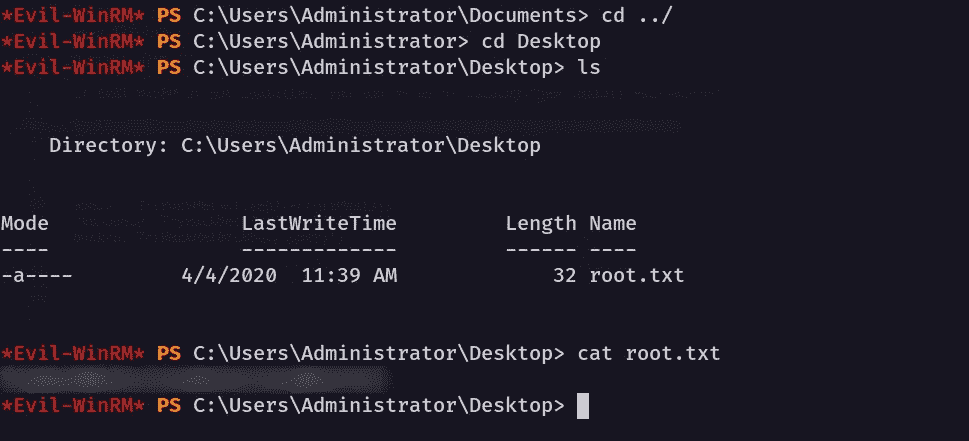 *Evil-WinRM* PS C:\Users\Administrator\Documents> cd ../
*Evil-WinRM* PS C:\Users\Administrator> cd Desktop
*Evil-WinRM* PS C:\Users\Administrator\Desktop> ls
Directory: C:\Users\Administrator\Desktop
Mode LastWriteTime Length Name
---- ------------- ------ ----
-a---- 4/4/2020 11:39 AM 32 root.txt
*Evil-WinRM* PS C:\Users\Administrator\Desktop> cat root.txt
*Evil-WinRM* PS C:\Users\Administrator\Desktop>